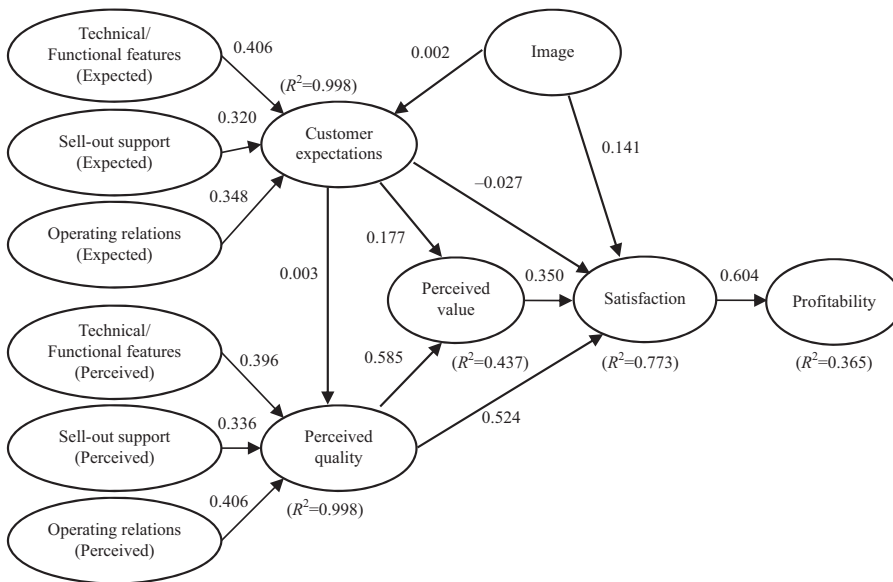 Technical/
Functional features
(Expected)
0.406
(R²=0.998)
0.002
Image
Sell-out support
(Expected)
0.320
Customer
expectations
0.141
Operating relations
(Expected)
0.348
–0.027
0.177
0.003
Perceived
value
0.350
Satisfaction
0.604
Profitability
Technical/
Functional features
(Perceived)
0.396
0.585
(R²=0.437)
(R²=0.773)
(R²=0.365)
Sell-out support
(Perceived)
0.336
Perceived
quality
0.524
Operating relations
(Perceived)
0.406
(R²=0.998)